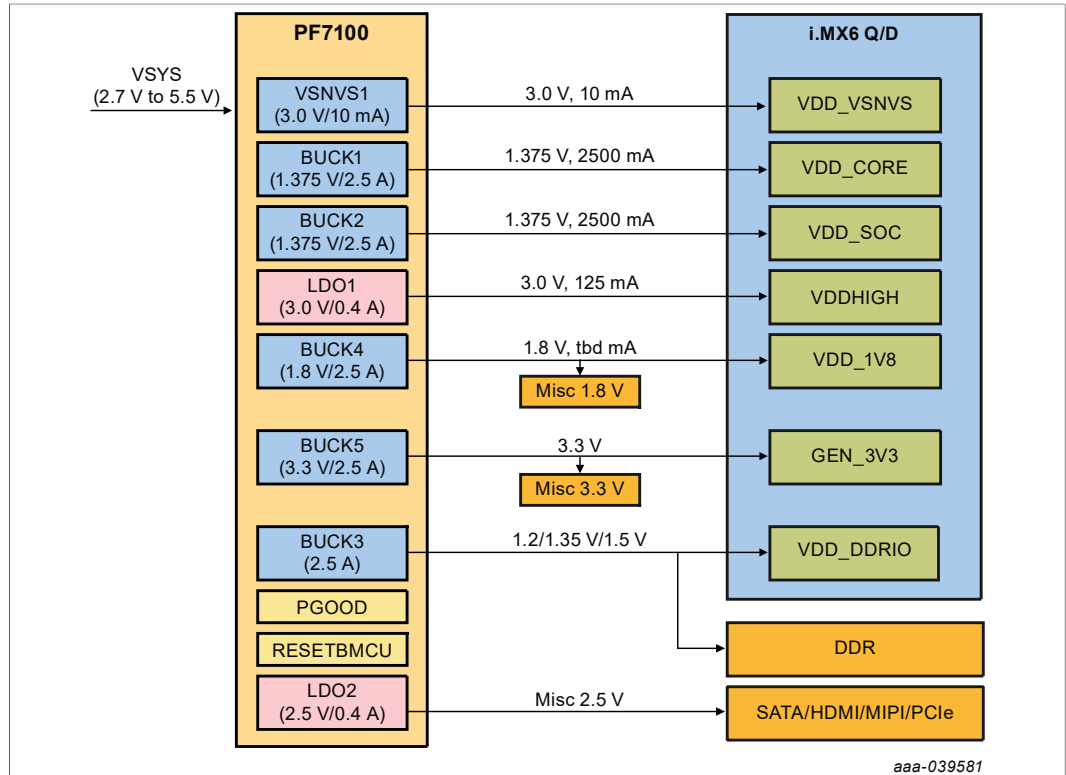 PF7100
i.MX6 Q/D
VSYS
(2.7 V to 5.5 V)
VSNVS1
(3.0 V/10 mA)
3.0 V, 10 mA
VDD_VSNVS
BUCK1
(1.375 V/2.5 A)
1.375 V, 2500 mA
VDD_CORE
BUCK2
(1.375 V/2.5 A)
1.375 V, 2500 mA
VDD_SOC
LDO1
(3.0 V/0.4 A)
3.0 V, 125 mA
VDDHIGH
BUCK4
(1.8 V/2.5 A)
1.8 V, tbd mA
VDD_1V8
Misc 1.8 V
BUCK5
(3.3 V/2.5 A)
3.3 V
GEN_3V3
Misc 3.3 V
BUCK3
(2.5 A)
1.2/1.35 V/1.5 V
VDD_DDRIO
PGOOD
RESETBMCU
DDR
LDO2
(2.5 V/0.4 A)
Misc 2.5 V
SATA/HDMI/MIPI/PCIe
aaa-039581